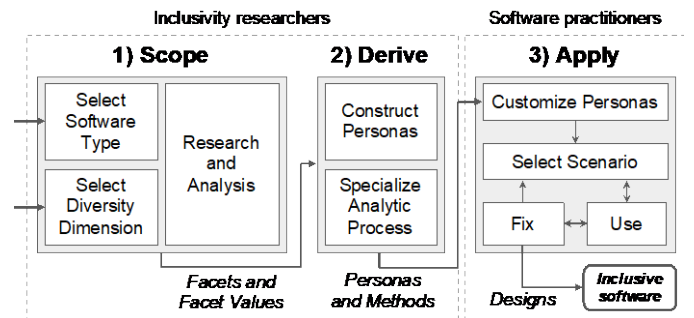 Inclusivity researchers
Software practitioners
1) Scope
2) Derive
3) Apply
Select
Software
Type
Select
Diversity
Dimension
Research
and
Analysis
Construct
Personas
Specialize
Analytic
Process
Customize Personas
Select Scenario
Fix
Use
Facets and
Facet Values
Personas
and Methods
Designs
Inclusive
software